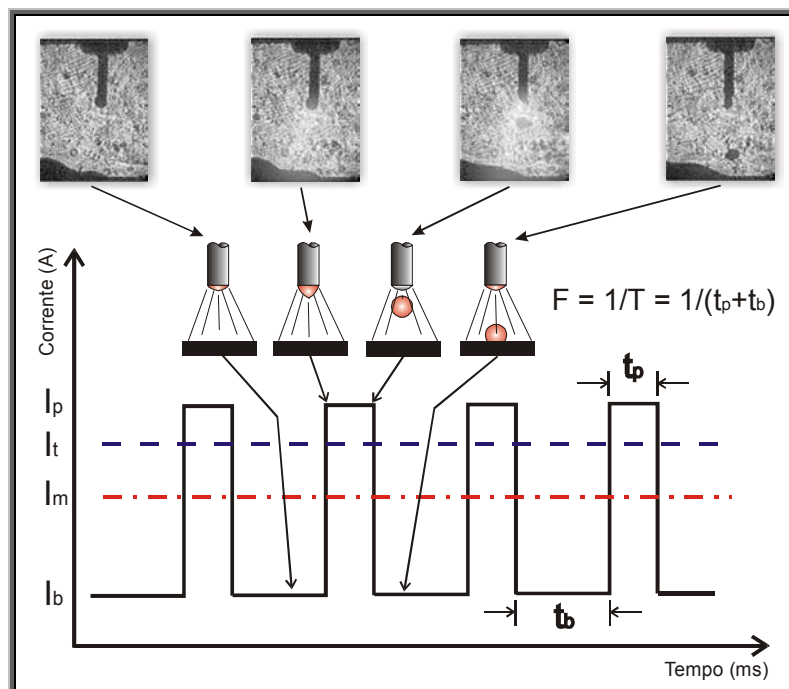 Corrente (A)
F = 1/T = 1/(tp+tb)
tp
Ip
It
Im
Ib
tb
Tempo (ms)